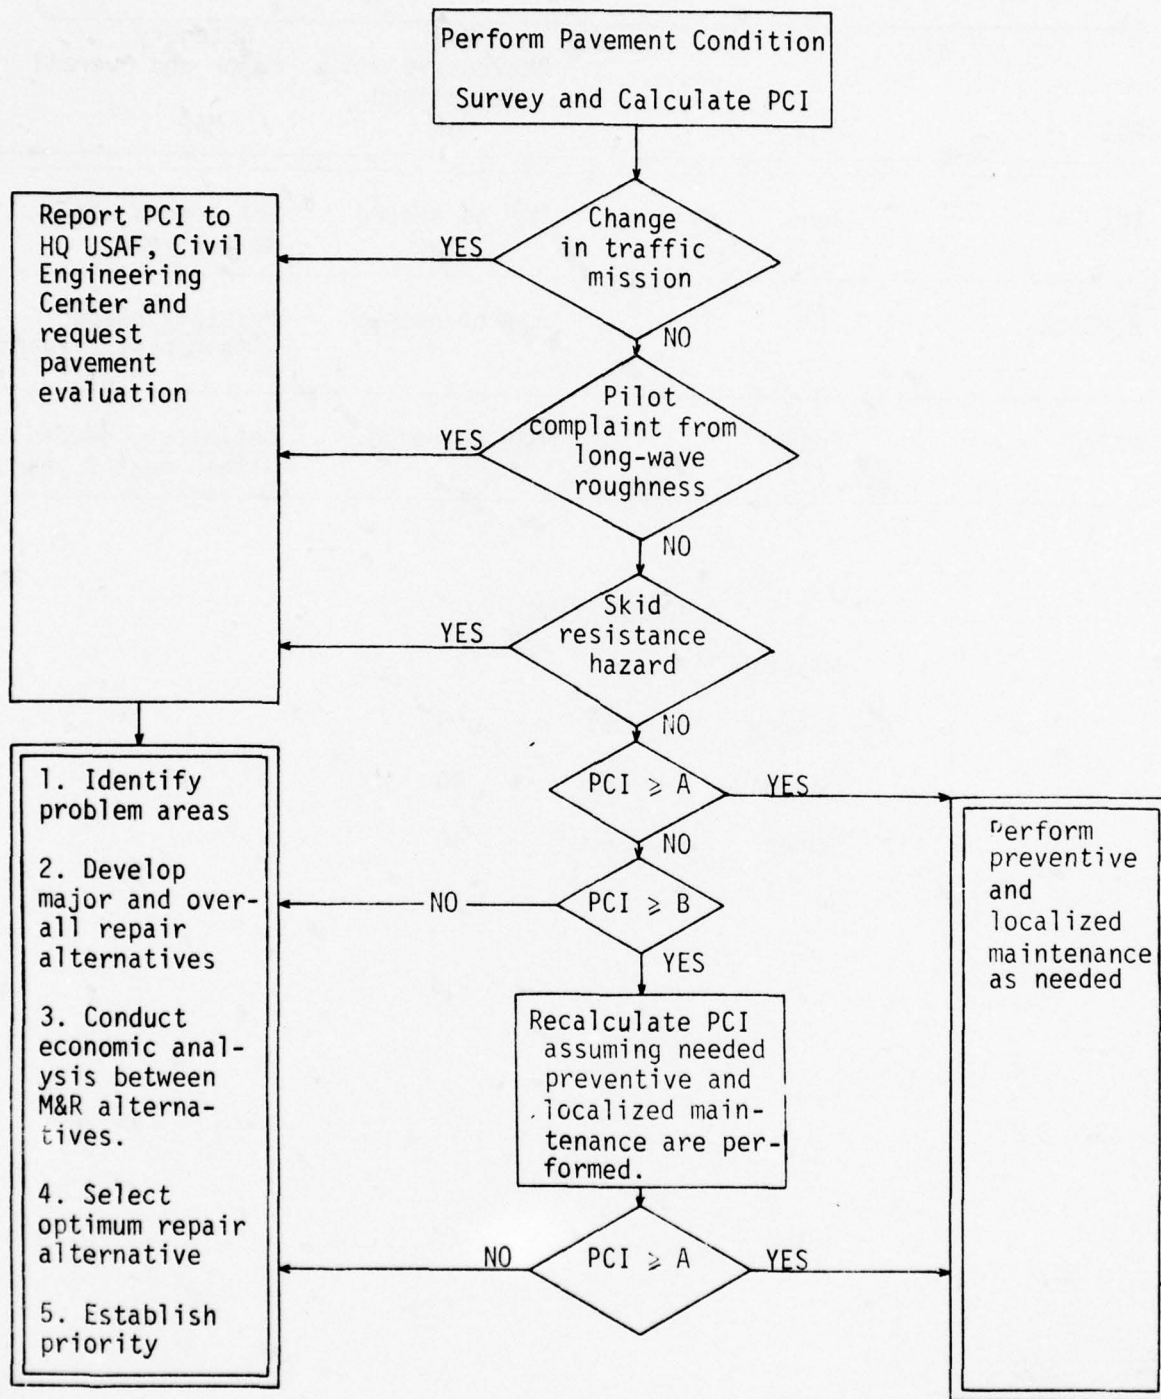 Perform Pavement Condition
Survey and Calculate PCI
Change
in traffic
mission
YES
NO
Report PCI to
HQ USAF, Civil
Engineering
Center and
request
pavement
evaluation
Pilot
complaint from
long-wave
roughness
YES
NO
Skid
resistance
hazard
YES
NO
PCI ⩾ A
YES
NO
PCI ⩾ B
NO
YES
Recalculate PCI
assuming needed
preventive and
localized main-
tenance are per-
formed.
PCI ⩾ A
NO
YES
1. Identify
problem areas
2. Develop
major and over-
all repair
alternatives
3. Conduct
economic anal-
ysis between
M&R alterna-
tives.
4. Select
optimum repair
alternative
5. Establish
priority
Perform
preventive
and
localized
maintenance
as needed